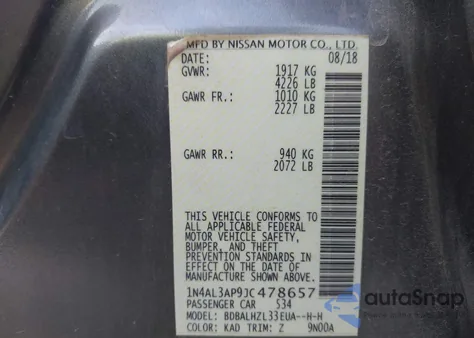 MFD BY NISSAN MOTOR CO., LTD.
DATE: 08/18
GVWR: 1917 KG
4226 LB
GAWR FR.: 1010 KG
2227 LB
GAWR RR.: 940 KG
2072 LB
THIS VEHICLE CONFORMS TO
ALL APPLICABLE FEDERAL
MOTOR VEHICLE SAFETY,
BUMPER, AND THEFT
PREVENTION STANDARDS
IN EFFECT ON THE DATE OF
MANUFACTURE SHOWN ABOVE.
1N4AL3AP9JC478657
PASSENGER CAR 534
MODEL: BDBALHZL33EUA--H-H
COLOR: KAD TRIM: Z 9N00A
autoSnap